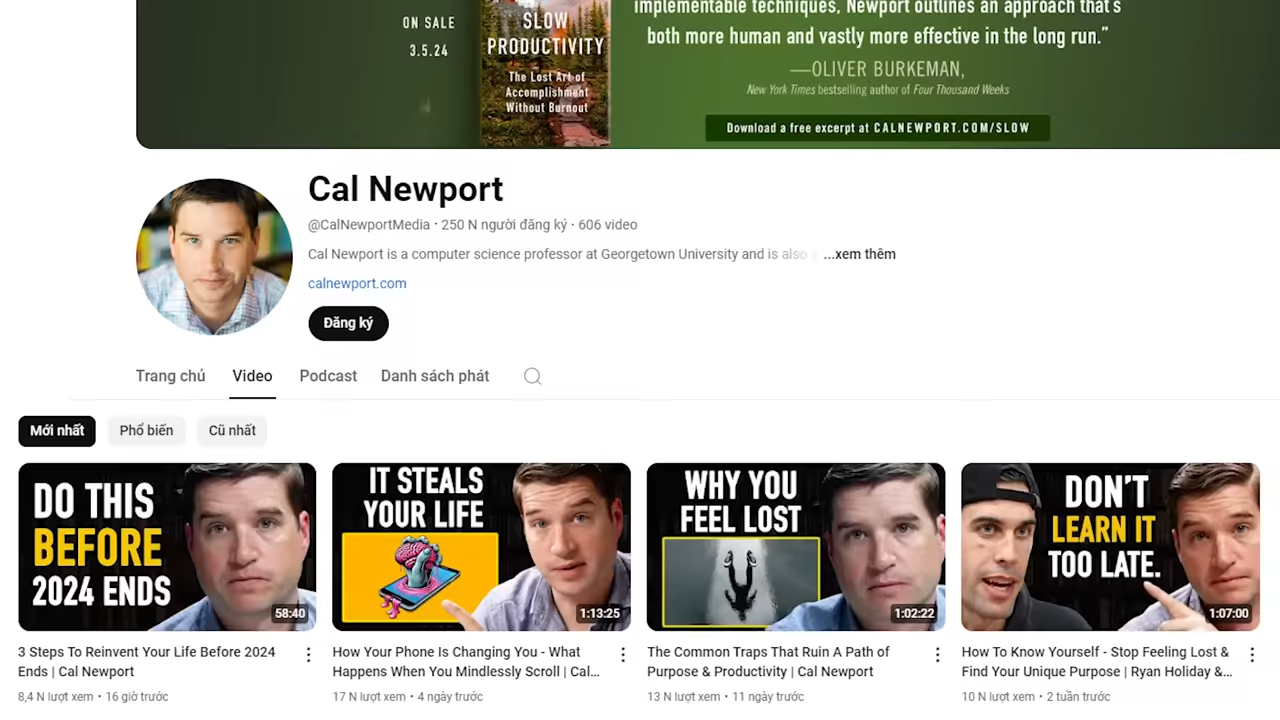 implementable techniques, Newport outlines an approach that's
ON SALE
SLOW
both more human and vastly more effective in the long run.”
3.5.24
PRODUCTIVITY
—OLIVER BURKEMAN,
The Lost Art of
Accomplishment
Without Burnout
New York Times bestselling author of Four Thousand Weeks
Download a free excerpt at CALNEWPORT.COM/SLOW
Cal Newport
@CalNewportMedia · 250 N người đăng ký · 606 video
Cal Newport is a computer science professor at Georgetown University and is also ...xem thêm
calnewport.com
Đăng ký
Trang chủ Video Podcast Danh sách phát
Mới nhất Phổ biến Cũ nhất
DO THIS
BEFORE
2024 ENDS
58:40
IT STEALS
YOUR LIFE
1:13:25
WHY YOU
FEEL LOST
1:02:22
DON'T
LEARN IT
TOO LATE.
1:07:00
3 Steps To Reinvent Your Life Before 2024
Ends | Cal Newport
8,4 N lượt xem • 16 giờ trước
How Your Phone Is Changing You - What
Happens When You Mindlessly Scroll | Cal...
17 N lượt xem • 4 ngày trước
The Common Traps That Ruin A Path of
Purpose & Productivity | Cal Newport
13 N lượt xem • 11 ngày trước
How To Know Yourself - Stop Feeling Lost &
Find Your Unique Purpose | Ryan Holiday &...
10 N lượt xem • 2 tuần trước